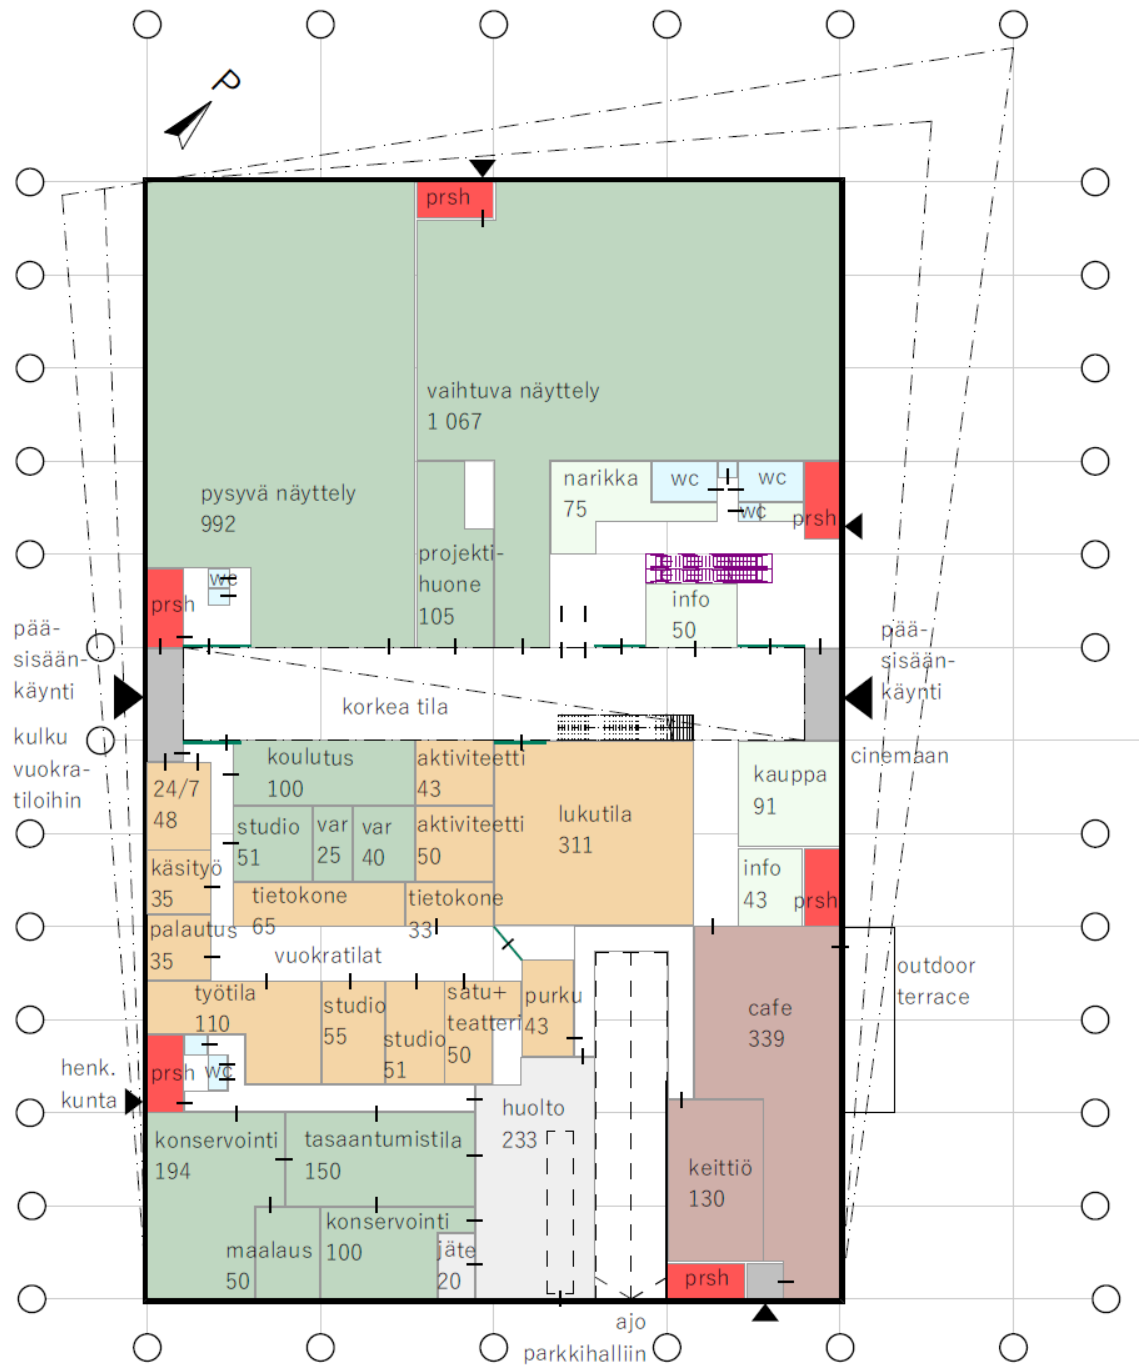 P
prsh
vaihtuva näyttely
1 067
pysyvä näyttely
992
narikka
75
wc
wc
wc
prsh
projekti-
huone
105
wc
prsh
info
50
pää-
sisään-
käynti
pää-
sisään-
käynti
korkea tila
kulku
vuokra-
tiloihin
cinemaan
koulutus
100
aktiviteetti
43
24/7
48
lukutila
311
kauppa
91
studio
51
var
25
var
40
aktiviteetti
50
käsityö
35
info
43
prsh
tietokone
65
tietokone
33
palautus
35
vuokratilat
outdoor
terrace
työtila
110
studio
55
studio
51
satu+
teatteri
50
purku
43
cafe
339
prsh
wc
henk.
kunta
huolto
233
konservointi
194
tasaantumistila
150
keittiö
130
konservointi
100
maalaus
50
jäte
20
prsh
ajo
parkkihalliin